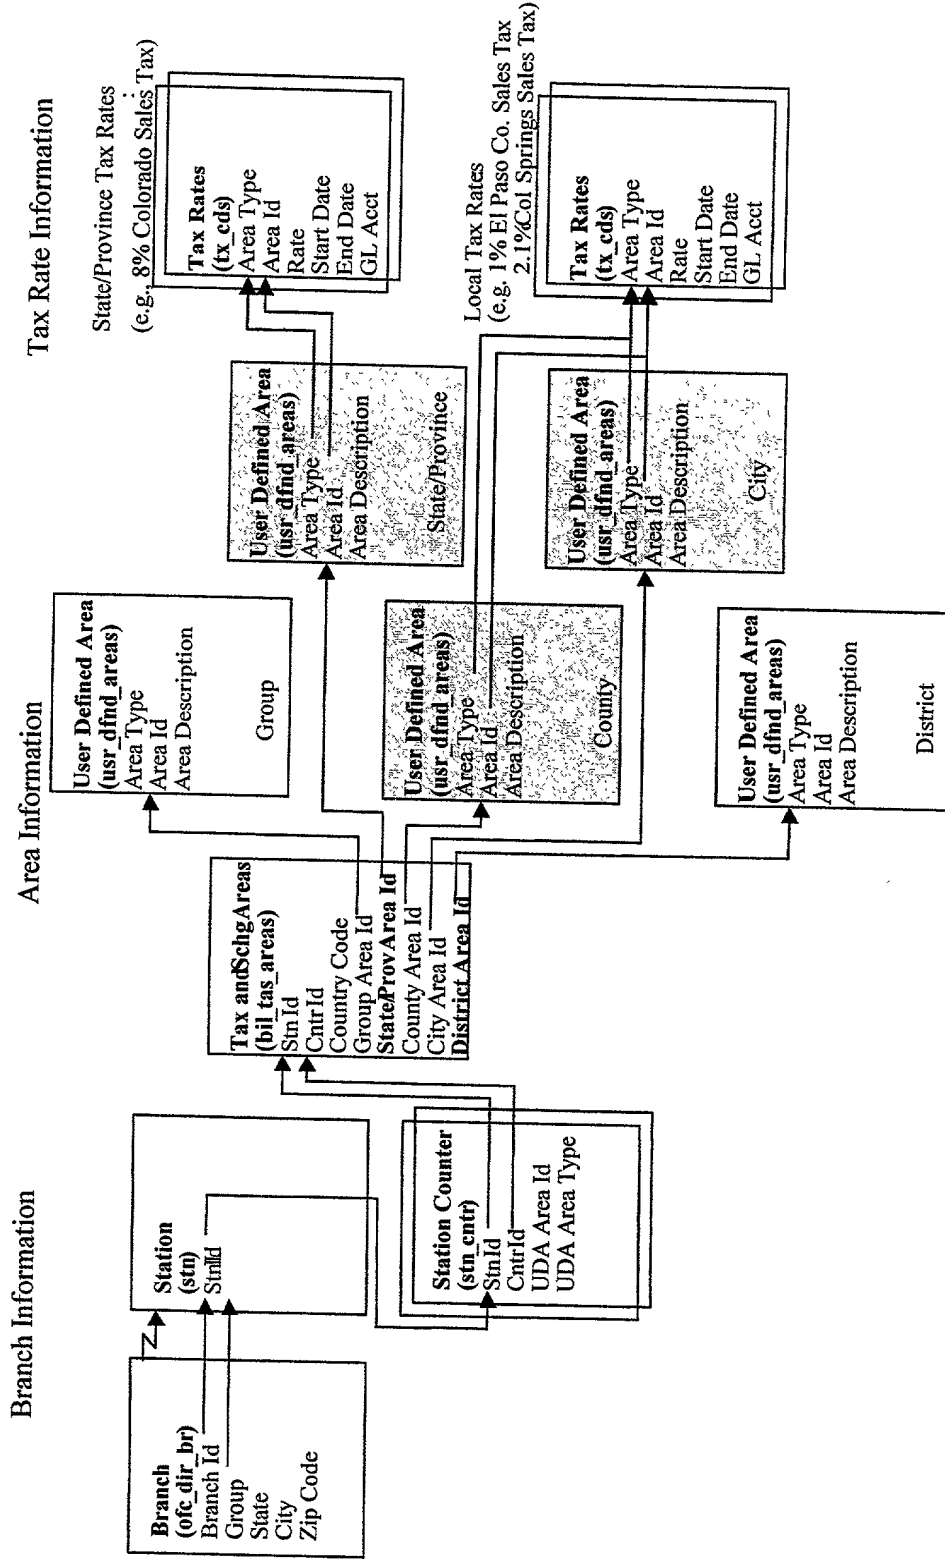 Branch Information
Area Information
Tax Rate Information
Branch
(ofc_dir_br)
Branch Id
Group
State
City
Zip Code
Station
(stn)
StnId
Station Counter
(stn_cntr)
StnId
CntrId
UDA Area Id
UDA Area Type
Tax andSchgAreas
(bil_tas_areas)
StnId
CntrId
Country Code
Group Area Id
State/ProvArea Id
County Area Id
City Area Id
District Area Id
User Defined Area
(usr_dfnd_areas)
Area Type
Area Id
Area Description
Group
User Defined Area
(usr_dfnd_areas)
Area Type
Area Id
Area Description
State/Province
User Defined Area
(usr_dfnd_areas)
Area Type
Area Id
Area Description
County
User Defined Area
(usr_dfnd_areas)
Area Type
Area Id
Area Description
City
User Defined Area
(usr_dfnd_areas)
Area Type
Area Id
Area Description
District
State/Province Tax Rates
(e.g., 8% Colorado Sales Tax)
Tax Rates
(tx_cds)
Area Type
Area Id
Rate
Start Date
End Date
GL Acct
Local Tax Rates
(e.g. 1% El Paso Co. Sales Tax
2.1%Col Springs Sales Tax)
Tax Rates
(tx_cds)
Area Type
Area Id
Rate
Start Date
End Date
GL Acct